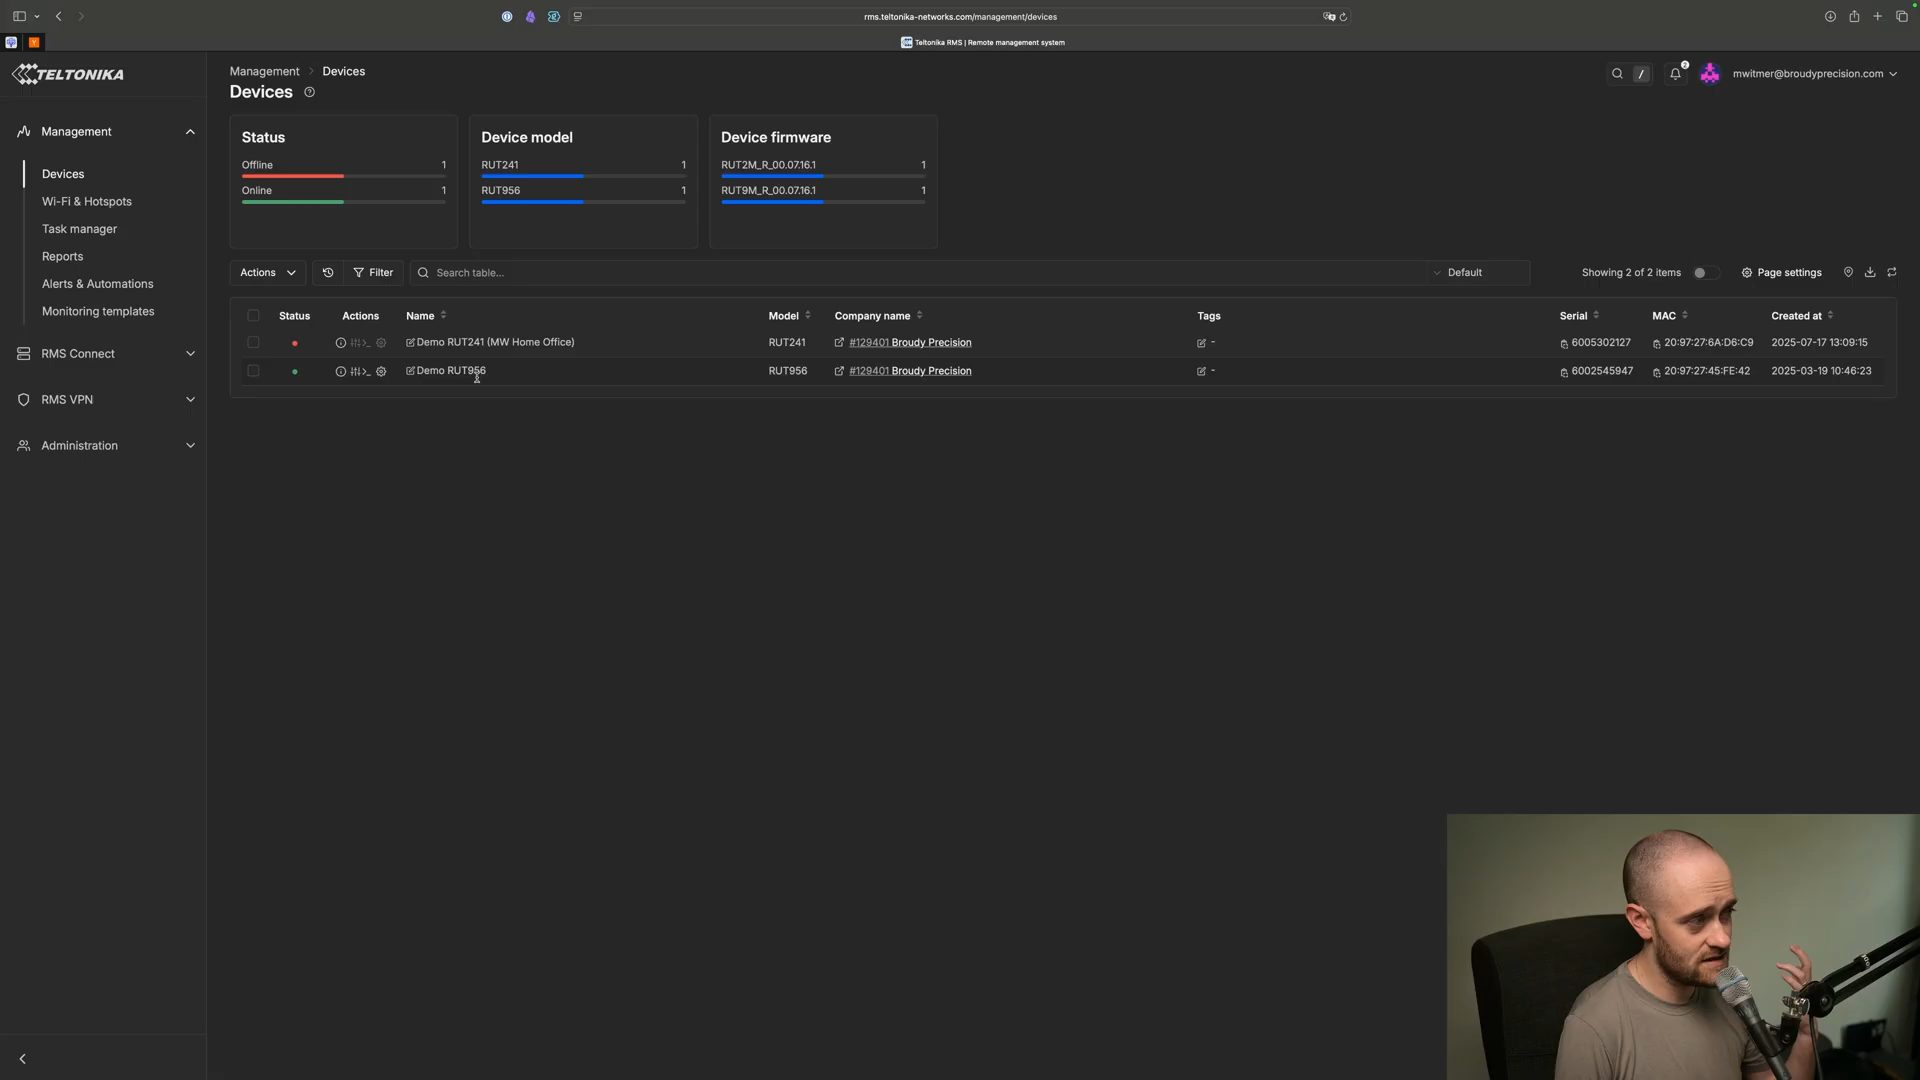 rms.teltonika-networks.com/management/devices
Teltonika RMS | Remote management system
TELTONIKA
Management > Devices
/
2
mwitmer@broudyprecision.com
Devices
Management
Devices
Wi-Fi & Hotspots
Task manager
Reports
Alerts & Automations
Monitoring templates
RMS Connect
RMS VPN
Administration
Status
Offline 1
Online 1
Device model
RUT241 1
RUT956 1
Device firmware
RUT2M_R_00.07.16.1 1
RUT9M_R_00.07.16.1 1
Actions Filter Search table... Default Showing 2 of 2 items Page settings
Status Actions Name Model Company name Tags Serial MAC Created at
Demo RUT241 (MW Home Office) RUT241 #129401 Broudy Precision - 6005302127 20:97:27:6A:D6:C9 2025-07-17 13:09:15
Demo RUT956 RUT956 #129401 Broudy Precision - 6002545947 20:97:27:45:FE:42 2025-03-19 10:46:23